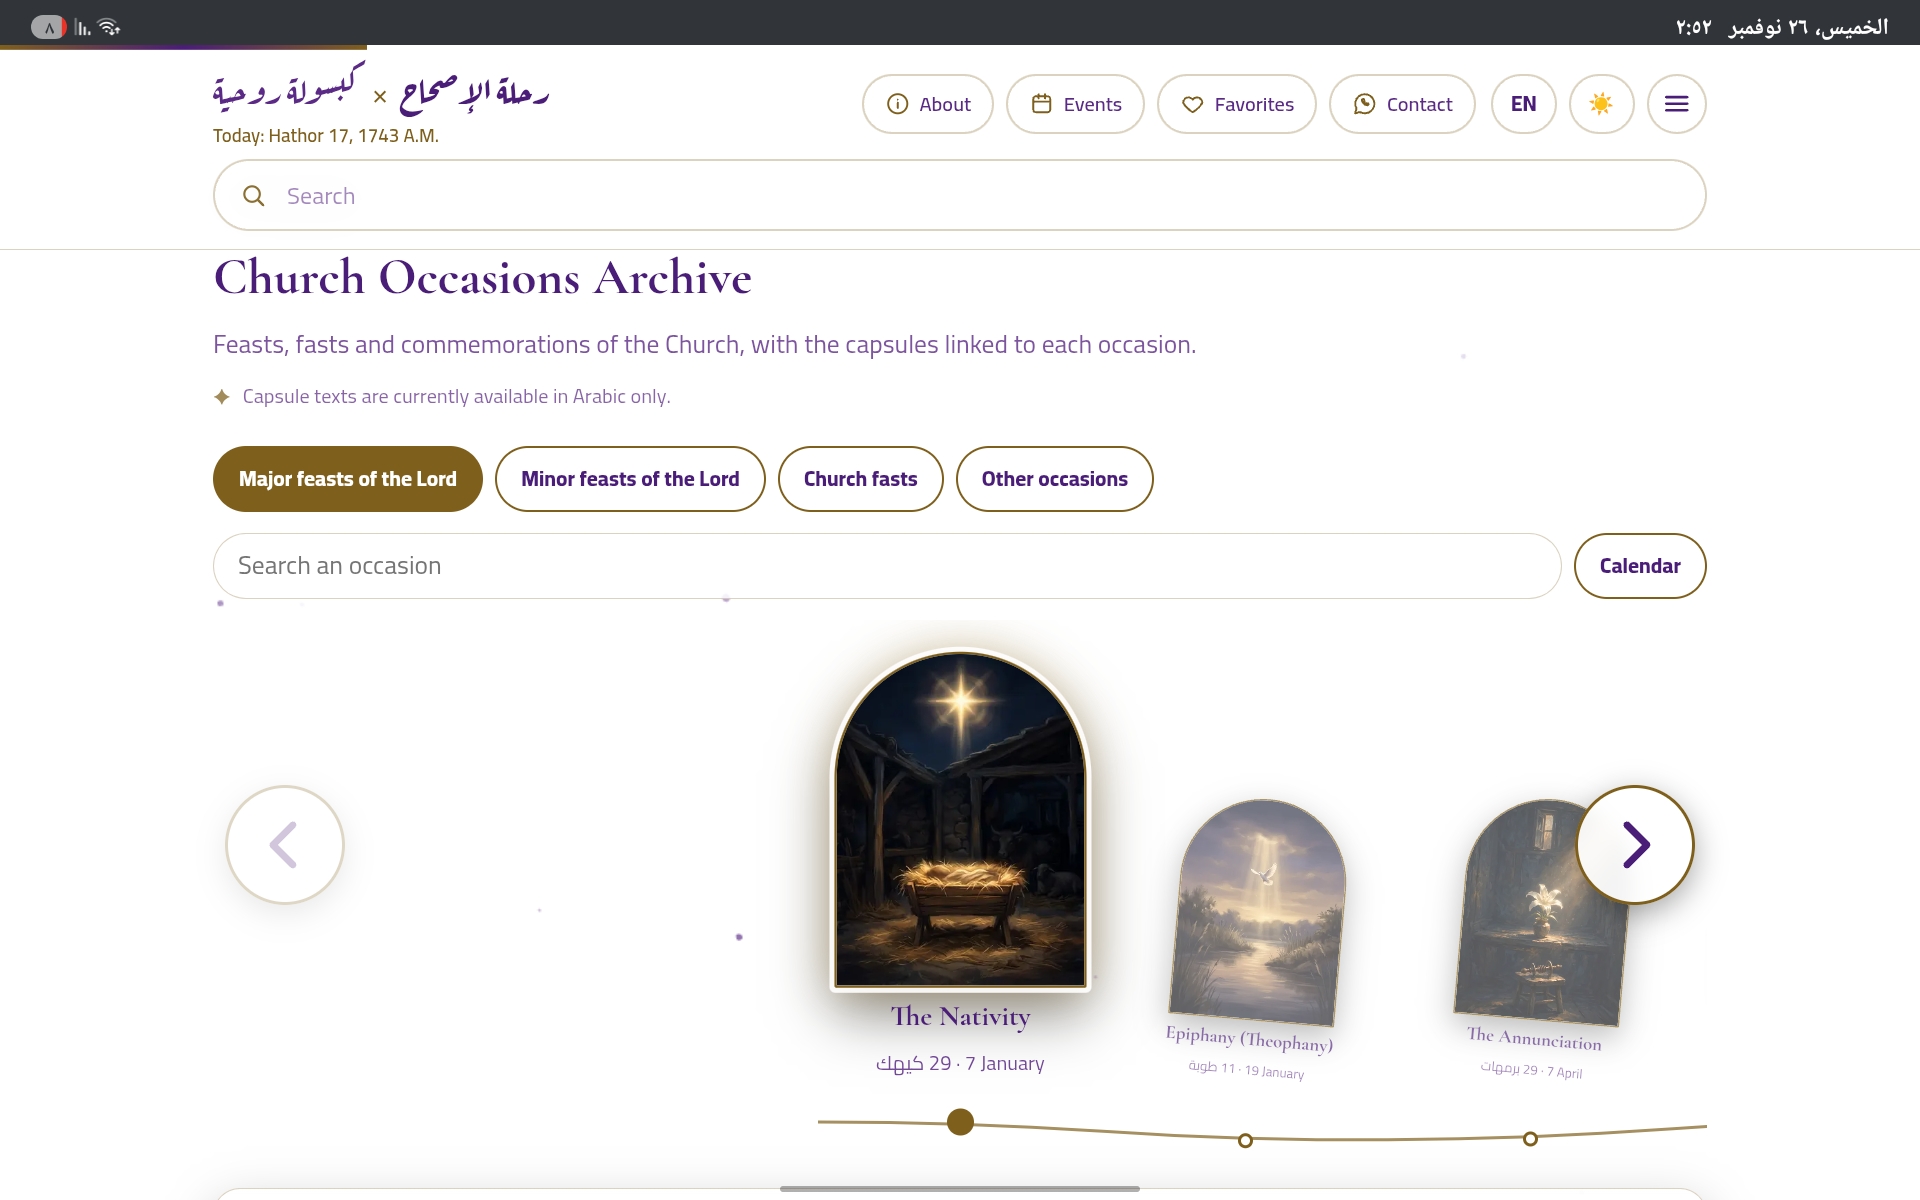 الخميس، ٢٦ نوفمبر ٢:٥٢
٨
رحلة الإصحاح × كبسولة روحية
Today: Hathor 17, 1743 A.M.
About
Events
Favorites
Contact
EN
Search
Church Occasions Archive
Feasts, fasts and commemorations of the Church, with the capsules linked to each occasion.
Capsule texts are currently available in Arabic only.
Major feasts of the Lord
Minor feasts of the Lord
Church fasts
Other occasions
Search an occasion
Calendar
The Nativity
29 كيهك · 7 January
Epiphany (Theophany)
11 طوبة · 19 January
The Annunciation
29 برمهات · 7 April